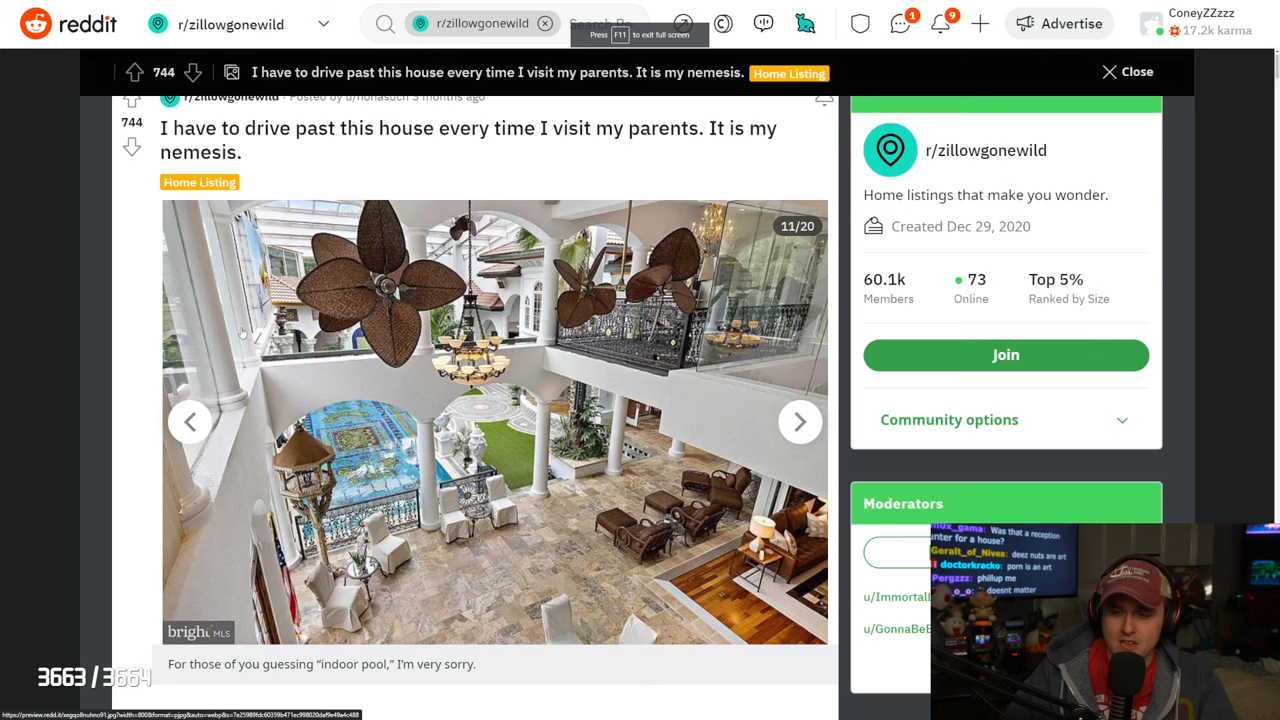 reddit
r/zillowgonewild
r/zillowgonewild
Press F11 to exit full screen
1
9
Advertise
ConeyZZzzz
17.2k karma
744
I have to drive past this house every time I visit my parents. It is my nemesis.
Home Listing
Close
744
I have to drive past this house every time I visit my parents. It is my
nemesis.
Home Listing
11/20
bright MLS
For those of you guessing “indoor pool,” I'm very sorry.
r/zillowgonewild
Home listings that make you wonder.
Created Dec 29, 2020
60.1k
73
Top 5%
Members
Online
Ranked by Size
Join
Community options
Moderators
Was that a reception
for a house?
Geralt_of_Nivea: deez nuts are art
doctorkracko: porn is an art
Pergzzz: phillup me
doesnt matter
3663 / 3664